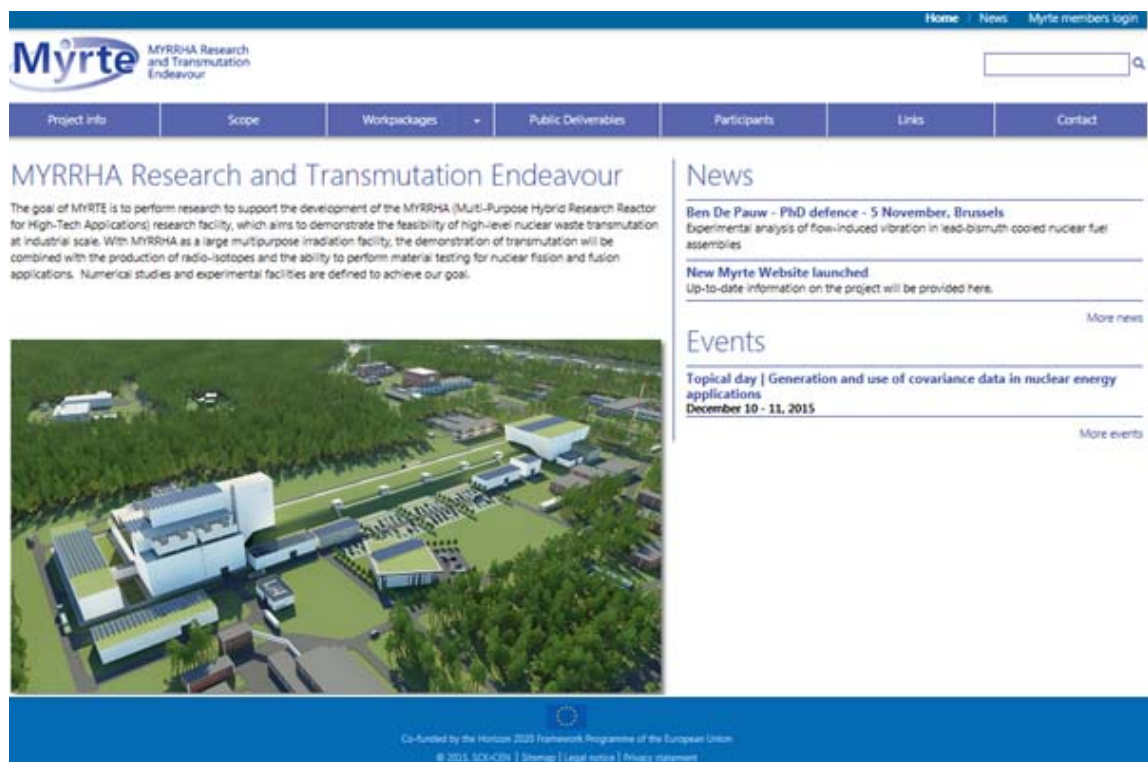 Home | News Myrte members login
Myrte
MYRRHA Research
and Transmutation
Endeavour
Project info Scope Workpackages Public Deliverables Participants Links Contact
MYRRHA Research and Transmutation Endeavour
The goal of MYRTE is to perform research to support the development of the MYRRHA (Multi-Purpose Hybrid Research Reactor
for High-Tech Applications) research facility, which aims to demonstrate the feasibility of high-level nuclear waste transmutation
at industrial scale. With MYRRHA as a large multipurpose irradiation facility, the demonstration of transmutation will be
combined with the production of radio-isotopes and the ability to perform material testing for nuclear fission and fusion
applications. Numerical studies and experimental facilities are defined to achieve our goal.
News
Ben De Pauw - PhD defence - 5 November, Brussels
Experimental analysis of flow-induced vibration in lead-bismuth cooled nuclear fuel
assemblies
New Myrte Website launched
Up-to-date information on the project will be provided here.
More news
Events
Topical day | Generation and use of covariance data in nuclear energy
applications
December 10 - 11, 2015
More events
Co-funded by the Horizon 2020 Framework Programme of the European Union
© 2015, SCK•CEN | Sitemap | Legal notice | Privacy statement